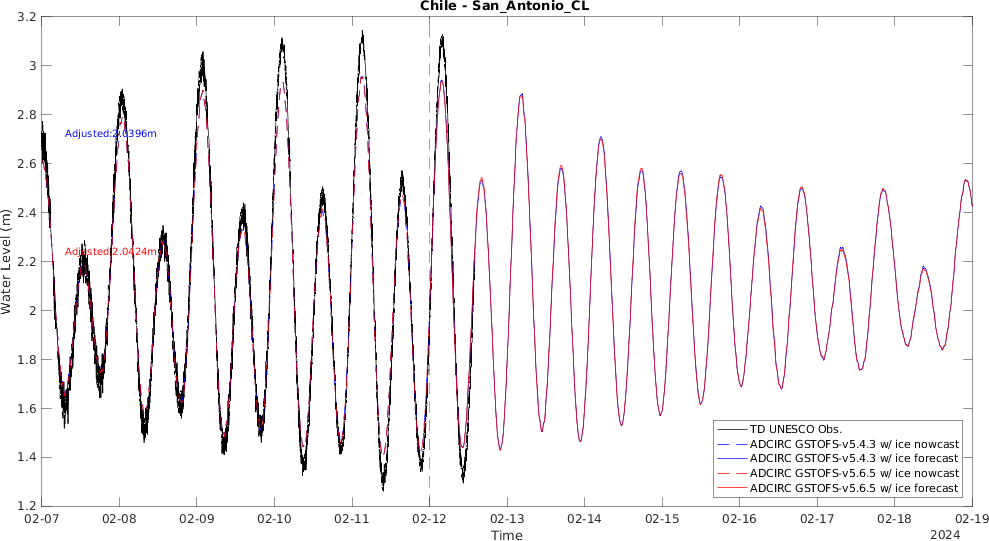 Chile - San_Antonio_CL
3.2
3
2.8
2.6
2.4
2.2
2
1.8
1.6
1.4
1.2
Water Level (m)
Adjusted:2.0396m
Adjusted:2.0424m
TD UNESCO Obs.
ADCIRC GSTOFS-v5.4.3 w/ ice nowcast
ADCIRC GSTOFS-v5.4.3 w/ ice forecast
ADCIRC GSTOFS-v5.6.5 w/ ice nowcast
ADCIRC GSTOFS-v5.6.5 w/ ice forecast
02-07 02-08 02-09 02-10 02-11 02-12 02-13 02-14 02-15 02-16 02-17 02-18 02-19
Time
2024